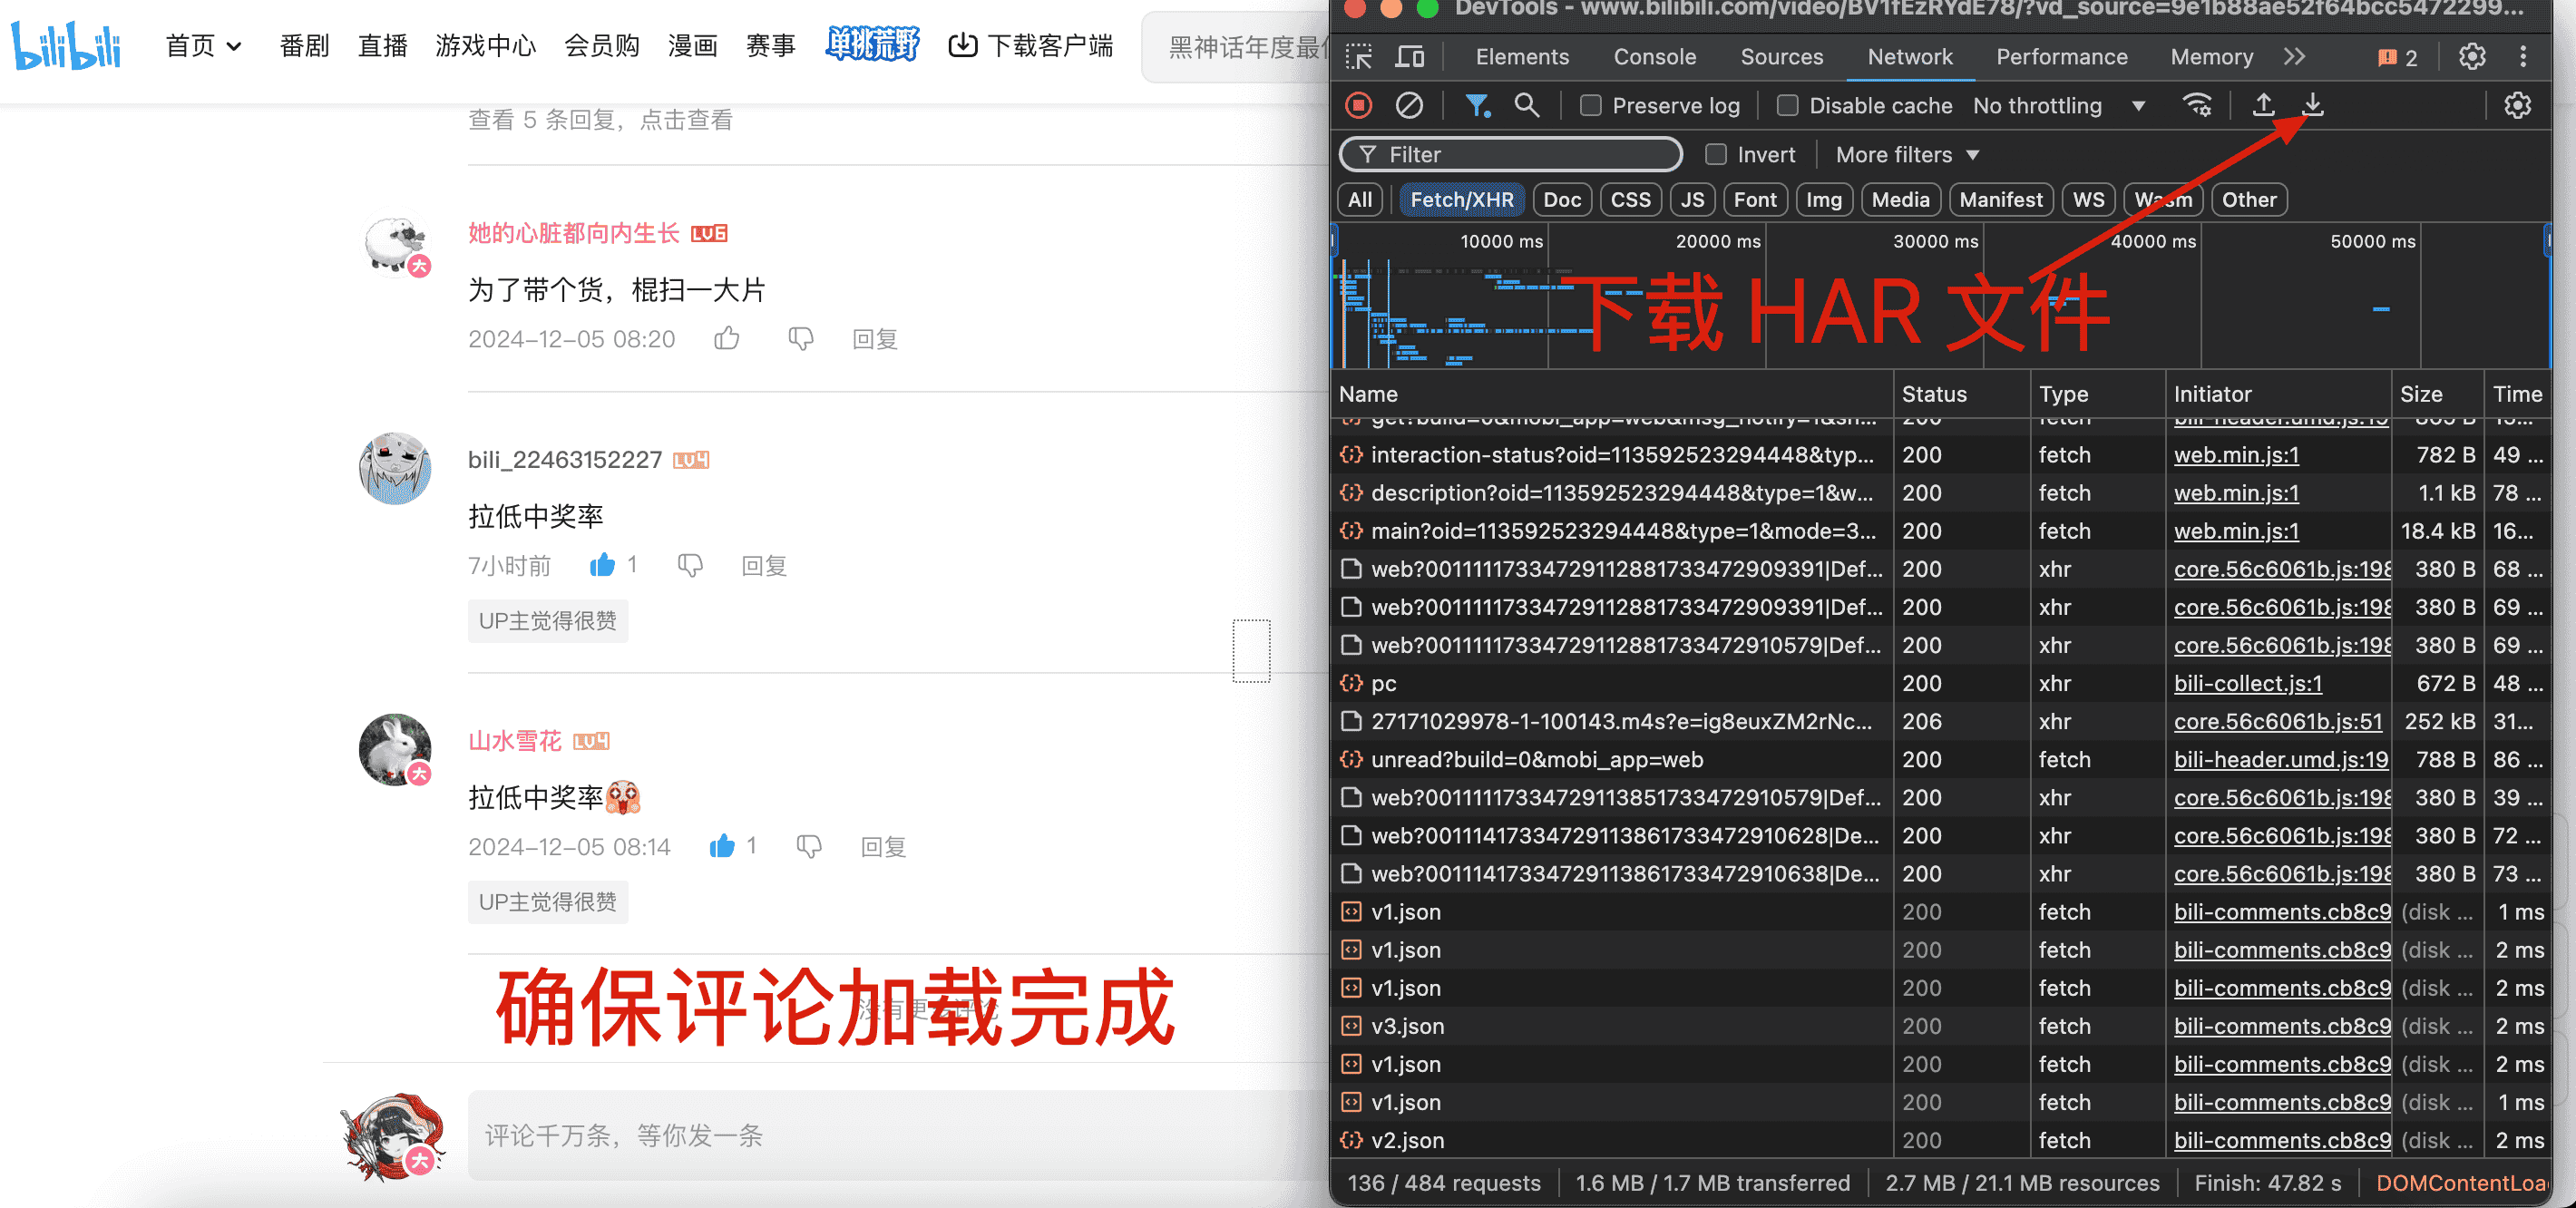 bilibili 首页 番剧 直播 游戏中心 会员购 漫画 赛事 单挑荒野 下载客户端
查看 5 条回复，点击查看
她的心脏都向内生长 LV6
为了带个货，棍扫一大片
2024-12-05 08:20 回复
bili_22463152227 LV4
拉低中奖率
7小时前 1 回复
UP主觉得很赞
山水雪花 LV4
拉低中奖率
2024-12-05 08:14 1 回复
UP主觉得很赞
确保评论加载完成
评论千万条，等你发一条
DevTools - www.bilibili.com/video/BV1fEzRYdE78/?vd_source=9e1b88ae52f64bcc5472299...
Elements Console Sources Network Performance Memory 2
Preserve log Disable cache No throttling
Filter Invert More filters
All Fetch/XHR Doc CSS JS Font Img Media Manifest WS Wasm Other
10000 ms 20000 ms 30000 ms 40000 ms 50000 ms
下载 HAR 文件
Name Status Type Initiator Size Time
interaction-status?oid=113592523294448&typ... 200 fetch web.min.js:1 782 B 49 ...
description?oid=113592523294448&type=1&w... 200 fetch web.min.js:1 1.1 kB 78 ...
main?oid=113592523294448&type=1&mode=3... 200 fetch web.min.js:1 18.4 kB 16...
web?00111117334729112881733472909391|Def... 200 xhr core.56c6061b.js:198 380 B 68 ...
web?00111117334729112881733472909391|Def... 200 xhr core.56c6061b.js:198 380 B 69 ...
web?00111117334729112881733472910579|Def... 200 xhr core.56c6061b.js:198 380 B 69 ...
pc 200 xhr bili-collect.js:1 672 B 48 ...
27171029978-1-100143.m4s?e=ig8euxZM2rNc... 206 xhr core.56c6061b.js:51 252 kB 31...
unread?build=0&mobi_app=web 200 fetch bili-header.umd.js:19 788 B 86 ...
web?00111117334729113851733472910579|Def... 200 xhr core.56c6061b.js:198 380 B 39 ...
web?00111417334729113861733472910628|De... 200 xhr core.56c6061b.js:198 380 B 72 ...
web?00111417334729113861733472910638|De... 200 xhr core.56c6061b.js:198 380 B 73 ...
v1.json 200 fetch bili-comments.cb8c9 (disk ... 1 ms
v1.json 200 fetch bili-comments.cb8c9 (disk ... 2 ms
v1.json 200 fetch bili-comments.cb8c9 (disk ... 2 ms
v3.json 200 fetch bili-comments.cb8c9 (disk ... 2 ms
v1.json 200 fetch bili-comments.cb8c9 (disk ... 2 ms
v1.json 200 fetch bili-comments.cb8c9 (disk ... 1 ms
v2.json 200 fetch bili-comments.cb8c9 (disk ... 2 ms
136 / 484 requests 1.6 MB / 1.7 MB transferred 2.7 MB / 21.1 MB resources Finish: 47.82 s DOMContentLoa